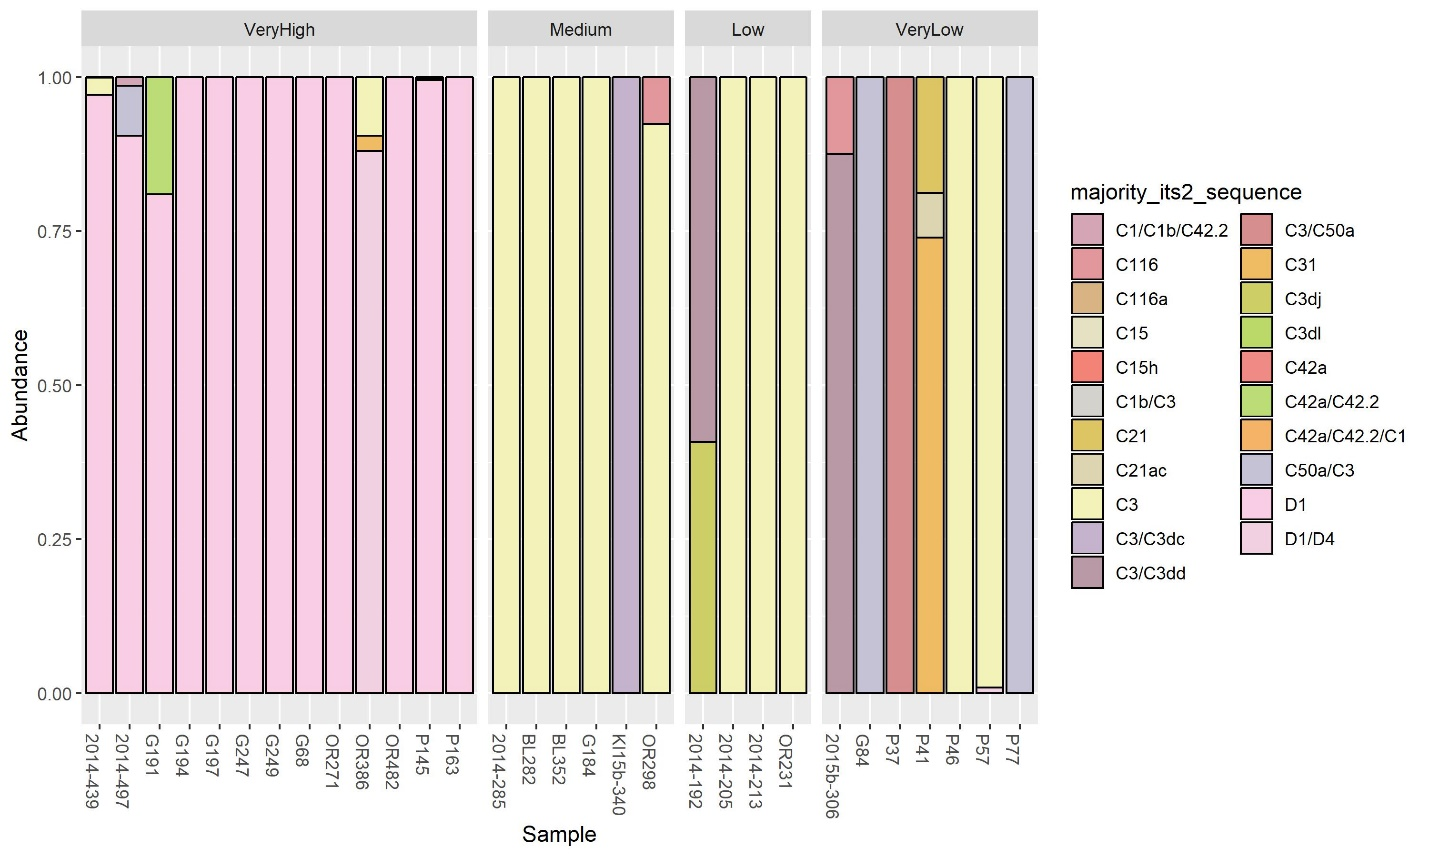 VeryHigh
Medium
Low
VeryLow
Abundance
1.00
0.75
0.50
0.25
0.00
2014-439
2014-497
G191
G194
G197
G247
G249
G68
OR271
OR386
OR482
P145
P163
2014-285
BL282
BL352
G184
KI15b-340
OR298
2014-192
2014-205
2014-213
OR231
2015b-306
G84
P37
P41
P46
P57
P77
Sample
majority_its2_sequence
C1/C1b/C42.2
C116
C116a
C15
C15h
C1b/C3
C21
C21ac
C3
C3/C3dc
C3/C3dd
C3/C50a
C31
C3dj
C3dl
C42a
C42a/C42.2
C42a/C42.2/C1
C50a/C3
D1
D1/D4